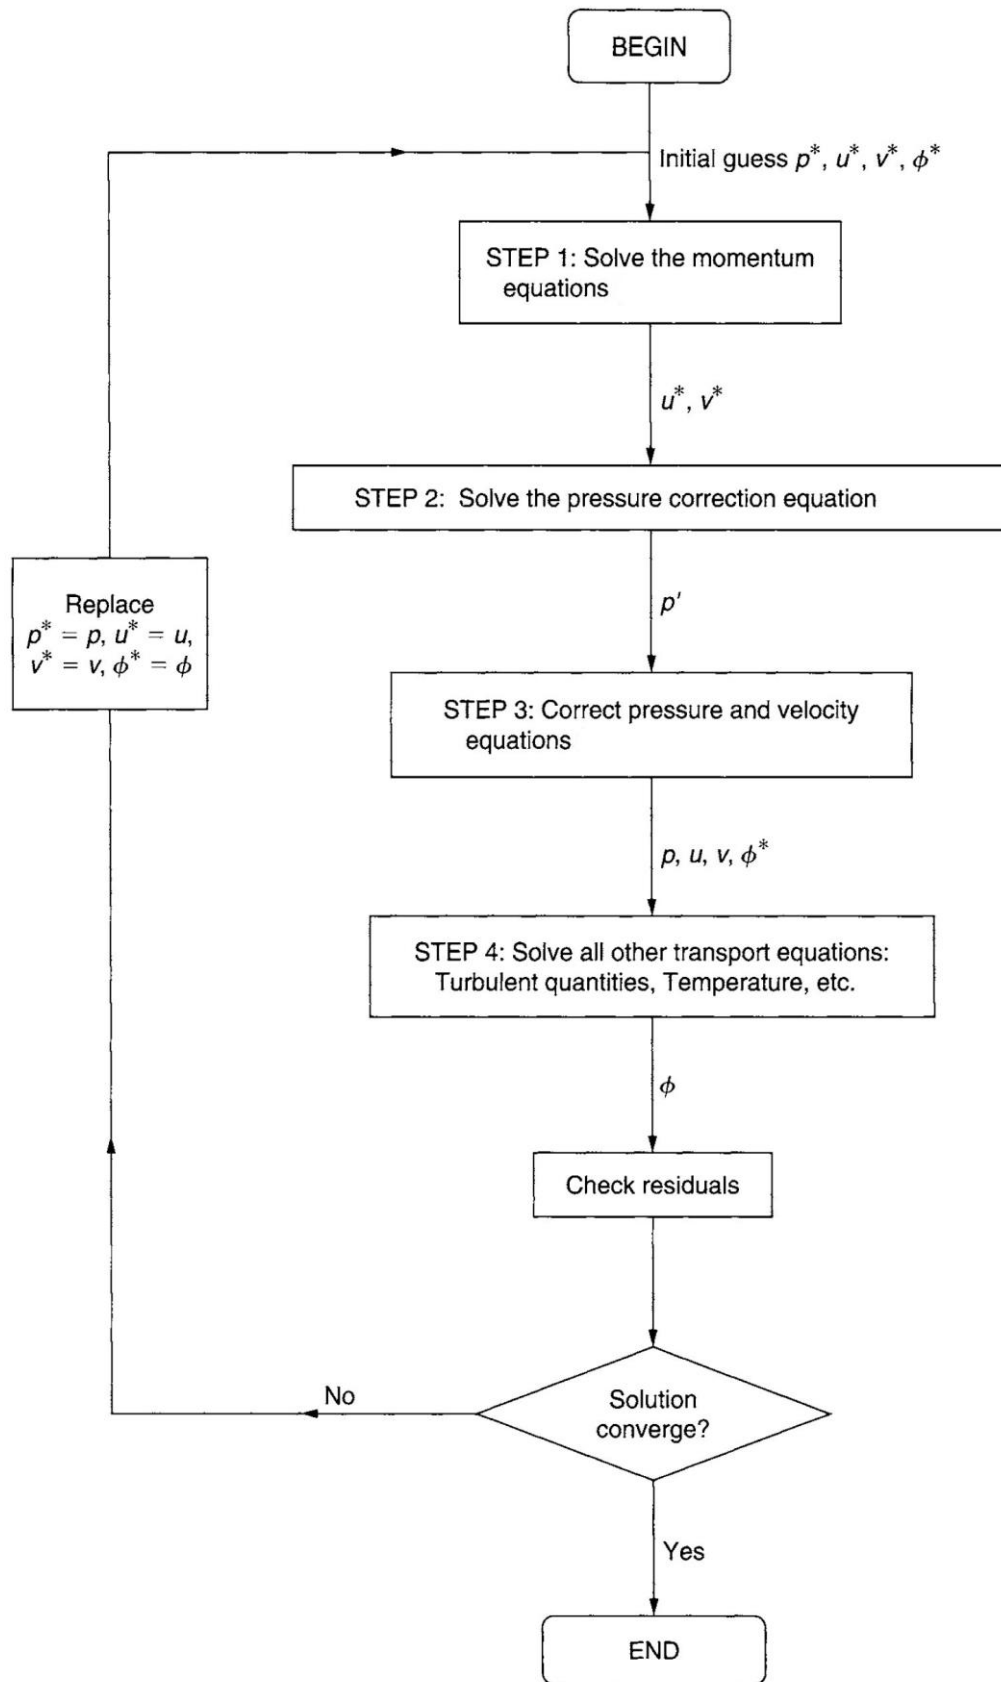 BEGIN
Initial guess p*, u*, v*, ϕ*
STEP 1: Solve the momentum
equations
u*, v*
STEP 2: Solve the pressure correction equation
Replace
p* = p, u* = u,
v* = v, ϕ* = ϕ
p'
STEP 3: Correct pressure and velocity
equations
p, u, v, ϕ*
STEP 4: Solve all other transport equations:
Turbulent quantities, Temperature, etc.
ϕ
Check residuals
No
Solution
converge?
Yes
END